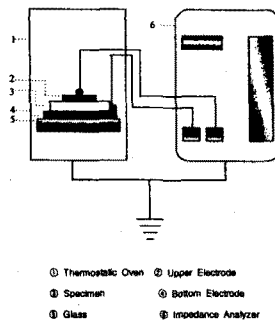 1
6
2
3
4
5
① Thermostatic Oven ② Upper Electrode
③ Specimen ④ Bottom Electrode
⑤ Glass ⑥ Impedance Analyzer